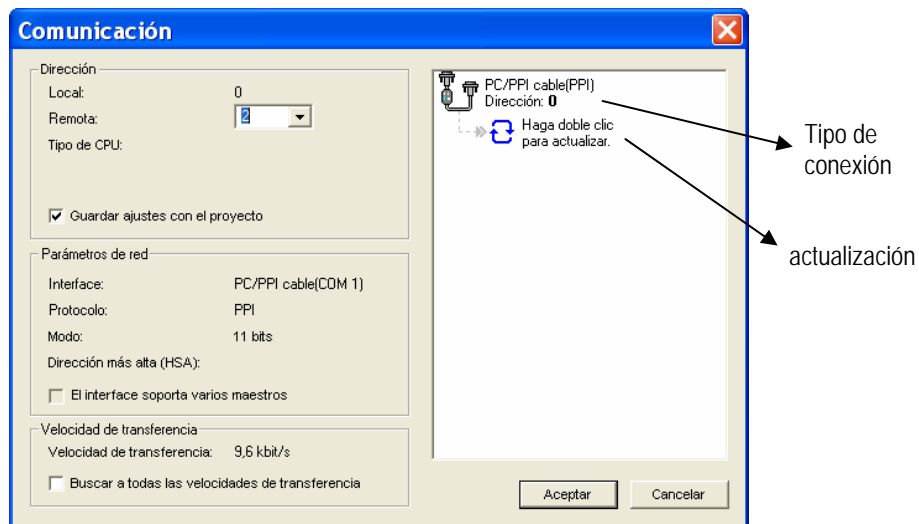 Comunicación
Dirección
Local: 0
Remota: 2
Tipo de CPU:
Guardar ajustes con el proyecto
Parámetros de red
Interface: PC/PPI cable(COM 1)
Protocolo: PPI
Modo: 11 bits
Dirección más alta (HSA):
El interface soporta varios maestros
Velocidad de transferencia
Velocidad de transferencia: 9,6 kbit/s
Buscar a todas las velocidades de transferencia
PC/PPI cable(PPI)
Dirección: 0
Haga doble clic
para actualizar.
Aceptar
Cancelar
Tipo de
conexión
actualización